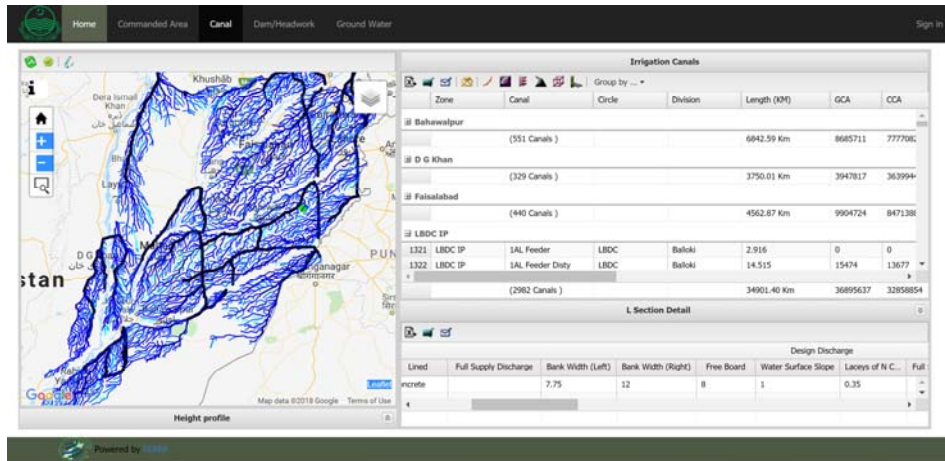 Home Commanded Area Canal Dam/Headwork Ground Water Sign in
Irrigation Canals
Group by ...
Zone Canal Circle Division Length (KM) GCA CCA
Bahawalpur
(551 Canals ) 6842.59 Km 8685711
D G Khan
(329 Canals ) 3750.01 Km 3947817
Faisalabad
(440 Canals ) 4562.87 Km 9904724
LBDC IP
1321 LBDC IP 1AL Feeder LBDC Balloki 2.916 0 0
1322 LBDC IP 1AL Feeder Disty LBDC Balloki 14.515 15474 13677
(2982 Canals ) 34901.40 Km 36895637 32858854
L Section Detail
Design Discharge
Lined Full Supply Discharge Bank Width (Left) Bank Width (Right) Free Board Water Surface Slope Laceys of N C... Full
ncrete 7.75 12 8 1 0.35
Khushāb
Dera Ismail
Khan
stan
PUN
Leaflet
Google Map data ©2018 Google Terms of Use
Height profile
Powered by